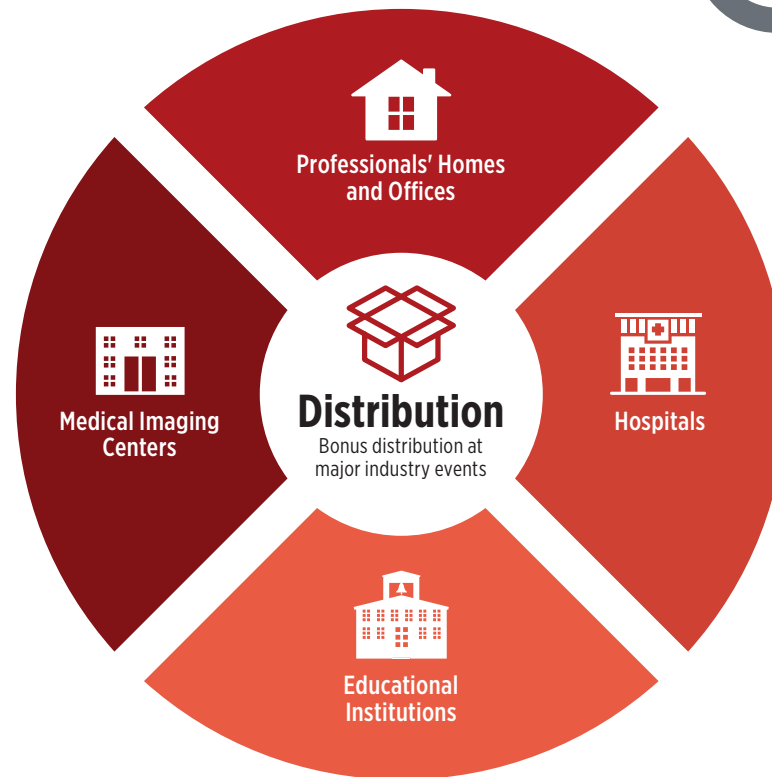 Professionals' Homes
and Offices
Medical Imaging
Centers
Distribution
Bonus distribution at
major industry events
Hospitals
Educational
Institutions